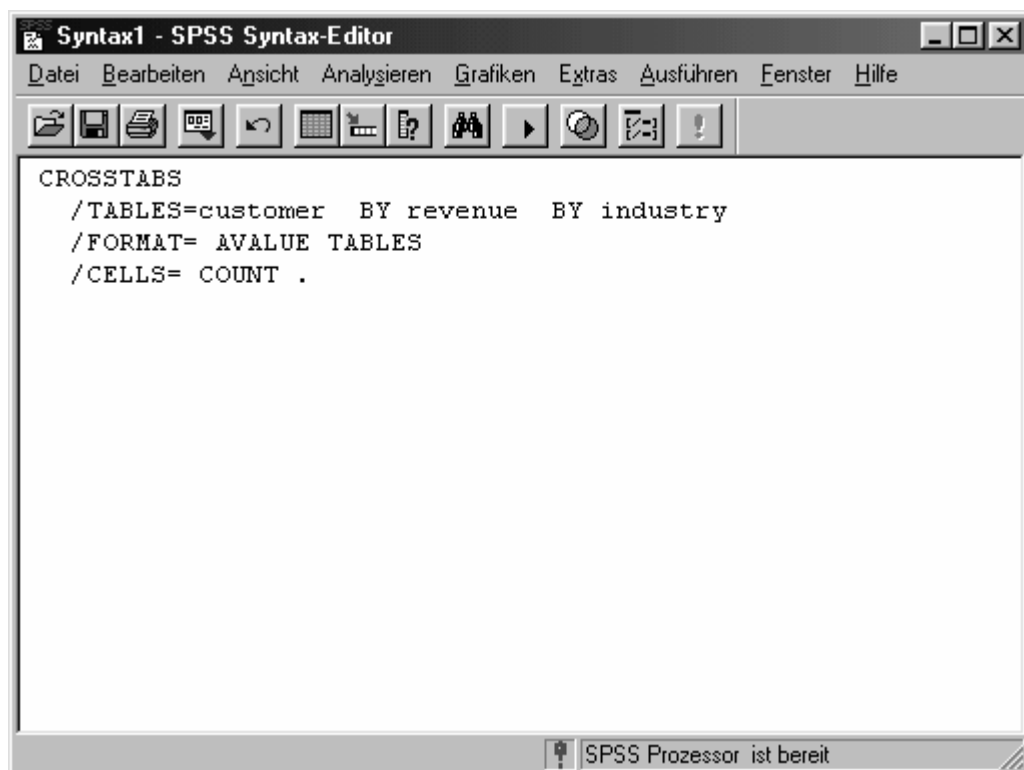 Syntax1 - SPSS Syntax-Editor
Datei Bearbeiten Ansicht Analysieren Grafiken Extras Ausführen Fenster Hilfe
CROSSTABS
/TABLES=customer BY revenue BY industry
/FORMAT= AVALUE TABLES
/CELLS= COUNT .
SPSS Prozessor ist bereit